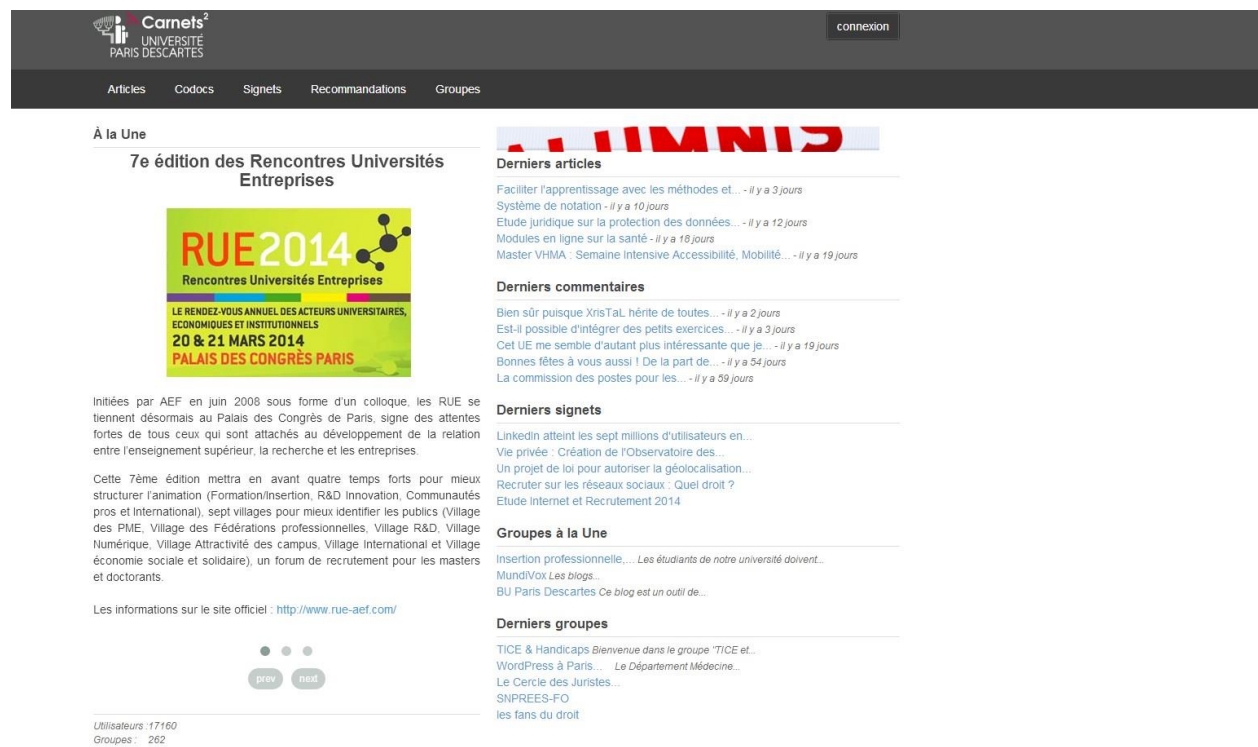 Carnets²
UNIVERSITÉ
PARIS DESCARTES
connexion
Articles Codocs Signets Recommandations Groupes
À la Une
7e édition des Rencontres Universités
Entreprises
RUE2014
Rencontres Universités Entreprises
LE RENDEZ-VOUS ANNUEL DES ACTEURS UNIVERSITAIRES,
ECONOMIQUES ET INSTITUTIONNELS
20 & 21 MARS 2014
PALAIS DES CONGRÈS PARIS
Initiées par AEF en juin 2008 sous forme d'un colloque, les RUE se
tiennent désormais au Palais des Congrès de Paris, signe des attentes
fortes de tous ceux qui sont attachés au développement de la relation
entre l'enseignement supérieur, la recherche et les entreprises.
Cette 7ème édition mettra en avant quatre temps forts pour mieux
structurer l'animation (Formation/Insertion, R&D Innovation, Communautés
pros et International), sept villages pour mieux identifier les publics (Village
des PME, Village des Fédérations professionnelles, Village R&D, Village
Numérique, Village Attractivité des campus, Village International et Village
économie sociale et solidaire), un forum de recrutement pour les masters
et doctorants.
Les informations sur le site officiel : http://www.rue-aef.com/
prev next
Utilisateurs :17160
Groupes : 262
ALUMNIS
Derniers articles
Faciliter l'apprentissage avec les méthodes et... - il y a 3 jours
Système de notation - il y a 10 jours
Etude juridique sur la protection des données... - il y a 12 jours
Modules en ligne sur la santé - il y a 18 jours
Master VHMA : Semaine Intensive Accessibilité, Mobilité... - il y a 19 jours
Derniers commentaires
Bien sûr puisque XrisTaL hérite de toutes... - il y a 2 jours
Est-il possible d'intégrer des petits exercices... - il y a 3 jours
Cet UE me semble d'autant plus intéressante que je... - il y a 19 jours
Bonnes fêtes à vous aussi ! De la part de... - il y a 54 jours
La commission des postes pour les... - il y a 59 jours
Derniers signets
LinkedIn atteint les sept millions d'utilisateurs en...
Vie privée : Création de l'Observatoire des...
Un projet de loi pour autoriser la géolocalisation...
Recruter sur les réseaux sociaux : Quel droit ?
Etude Internet et Recrutement 2014
Groupes à la Une
Insertion professionnelle,... Les étudiants de notre université doivent...
MundiVox Les blogs...
BU Paris Descartes Ce blog est un outil de...
Derniers groupes
TICE & Handicaps Bienvenue dans le groupe "TICE et...
WordPress à Paris... Le Département Médecine...
Le Cercle des Juristes...
SNPREES-FO
les fans du droit